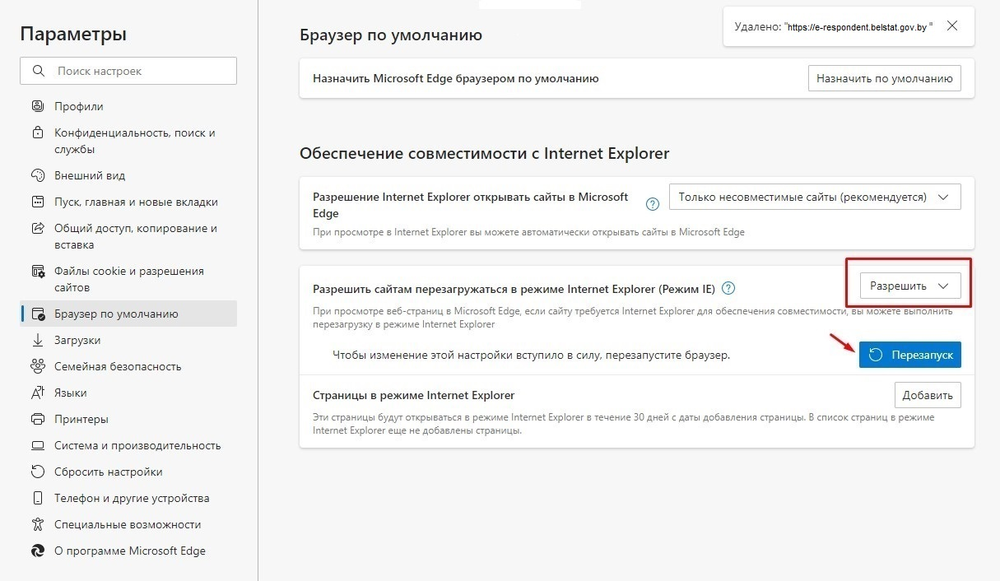 Параметры
Поиск настроек
Профили
Конфиденциальность, поиск и
службы
Внешний вид
Пуск, главная и новые вкладки
Общий доступ, копирование и
вставка
Файлы cookie и разрешения
сайтов
Браузер по умолчанию
Загрузки
Семейная безопасность
Языки
Принтеры
Система и производительность
Сбросить настройки
Телефон и другие устройства
Специальные возможности
О программе Microsoft Edge
Удалено: "https://e-respondent.belstat.gov.by "
Браузер по умолчанию
Назначить Microsoft Edge браузером по умолчанию
Назначить по умолчанию
Обеспечение совместимости с Internet Explorer
Разрешение Internet Explorer открывать сайты в Microsoft
Edge
Только несовместимые сайты (рекомендуется)
При просмотре в Internet Explorer вы можете автоматически открывать сайты в Microsoft Edge
Разрешить сайтам перезагружаться в режиме Internet Explorer (Режим IE)
Разрешить
При просмотре веб-страниц в Microsoft Edge, если сайту требуется Internet Explorer для обеспечения совместимости, вы можете выполнить
перезагрузку в режиме Internet Explorer
Чтобы изменение этой настройки вступило в силу, перезапустите браузер.
Перезапуск
Страницы в режиме Internet Explorer
Добавить
Эти страницы будут открываться в режиме Internet Explorer в течение 30 дней с даты добавления страницы. В список страниц в режиме
Internet Explorer еще не добавлены страницы.